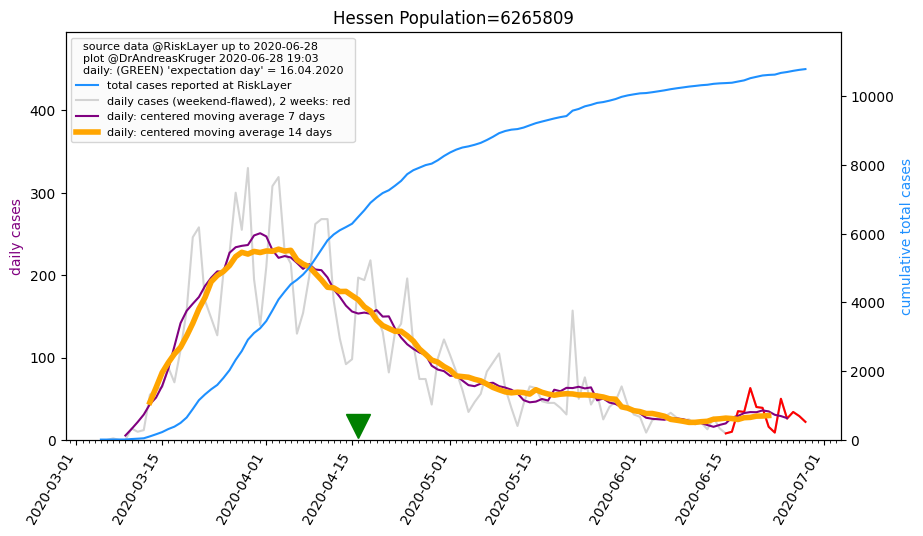 Hessen Population=6265809
source data @RiskLayer up to 2020-06-28
plot @DrAndreasKruger 2020-06-28 19:03
daily: (GREEN) 'expectation day' = 16.04.2020
total cases reported at RiskLayer
daily cases (weekend-flawed), 2 weeks: red
daily: centered moving average 7 days
daily: centered moving average 14 days
daily cases
400
300
200
100
0
cumulative total cases
10000
8000
6000
4000
2000
0
2020-03-01
2020-03-15
2020-04-01
2020-04-15
2020-05-01
2020-05-15
2020-06-01
2020-06-15
2020-07-01